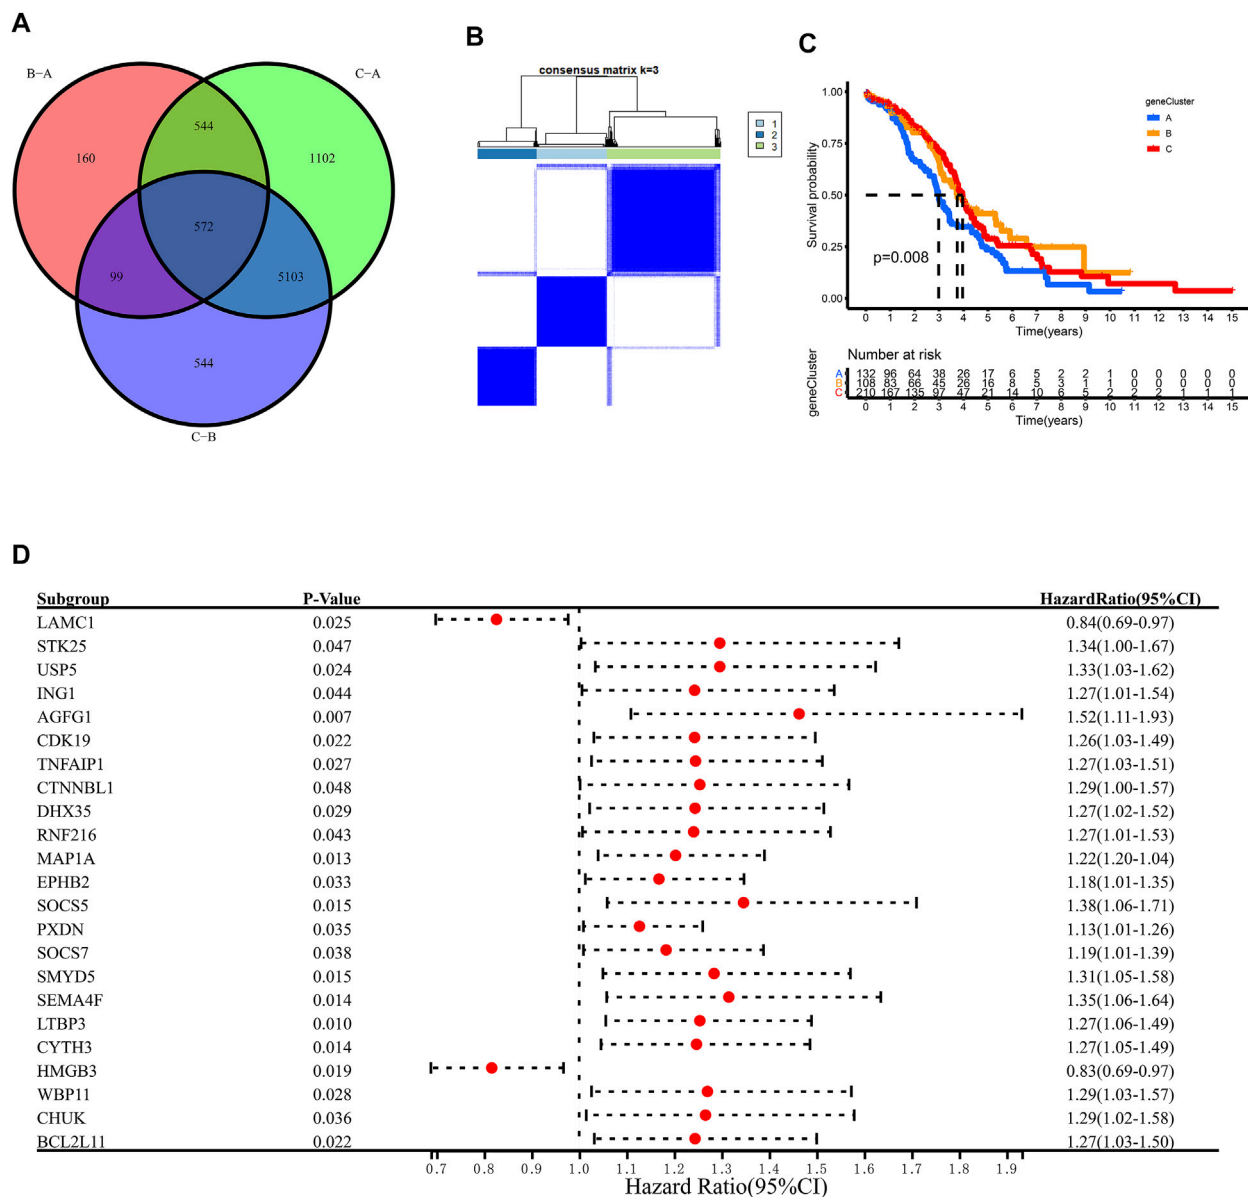 A
B−A
C−A
544
160
1102
572
99
5103
544
C−B
B
consensus matrix k=3
1
2
3
C
1.00
0.75
0.50
0.25
0.00
Survival probability
p=0.008
geneCluster
A
B
C
0 1 2 3 4 5 6 7 8 9 10 11 12 13 14 15
Time(years)
Number at risk
geneCluster
A 132 96 64 38 26 17 6 5 2 2 1 0 0 0 0 0
B 108 83 66 45 26 16 8 5 3 1 1 0 0 0 0 0
C 210 167 135 97 47 21 14 10 6 5 2 2 2 1 1 1
0 1 2 3 4 5 6 7 8 9 10 11 12 13 14 15
Time(years)
D
Subgroup P-Value HazardRatio(95%CI)
LAMC1 0.025 0.84(0.69-0.97)
STK25 0.047 1.34(1.00-1.67)
USP5 0.024 1.33(1.03-1.62)
ING1 0.044 1.27(1.01-1.54)
AGFG1 0.007 1.52(1.11-1.93)
CDK19 0.022 1.26(1.03-1.49)
TNFAIP1 0.027 1.27(1.03-1.51)
CTNNBL1 0.048 1.29(1.00-1.57)
DHX35 0.029 1.27(1.02-1.52)
RNF216 0.043 1.27(1.01-1.53)
MAP1A 0.013 1.22(1.20-1.04)
EPHB2 0.033 1.18(1.01-1.35)
SOCS5 0.015 1.38(1.06-1.71)
PXDN 0.035 1.13(1.01-1.26)
SOCS7 0.038 1.19(1.01-1.39)
SMYD5 0.015 1.31(1.05-1.58)
SEMA4F 0.014 1.35(1.06-1.64)
LTBP3 0.010 1.27(1.06-1.49)
CYTH3 0.014 1.27(1.05-1.49)
HMGB3 0.019 0.83(0.69-0.97)
WBP11 0.028 1.29(1.03-1.57)
CHUK 0.036 1.29(1.02-1.58)
BCL2L11 0.022 1.27(1.03-1.50)
0.7 0.8 0.9 1.0 1.1 1.2 1.3 1.4 1.5 1.6 1.7 1.8 1.9
Hazard Ratio(95%CI)